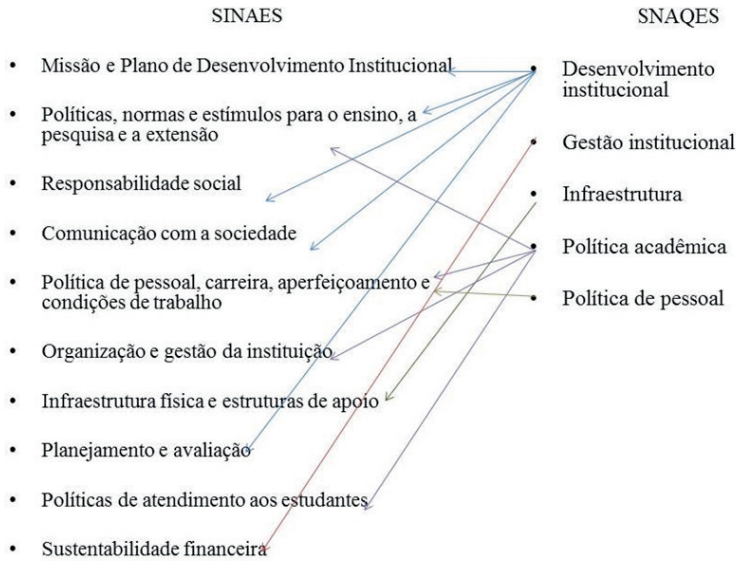 SINAES
• Missão e Plano de Desenvolvimento Institucional
• Políticas, normas e estímulos para o ensino, a
pesquisa e a extensão
• Responsabilidade social
• Comunicação com a sociedade
• Política de pessoal, carreira, aperfeiçoamento e
condições de trabalho
• Organização e gestão da instituição
• Infraestrutura física e estruturas de apoio
• Planejamento e avaliação
• Políticas de atendimento aos estudantes
• Sustentabilidade financeira
SNAQES
• Desenvolvimento
institucional
• Gestão institucional
• Infraestrutura
• Política acadêmica
• Política de pessoal